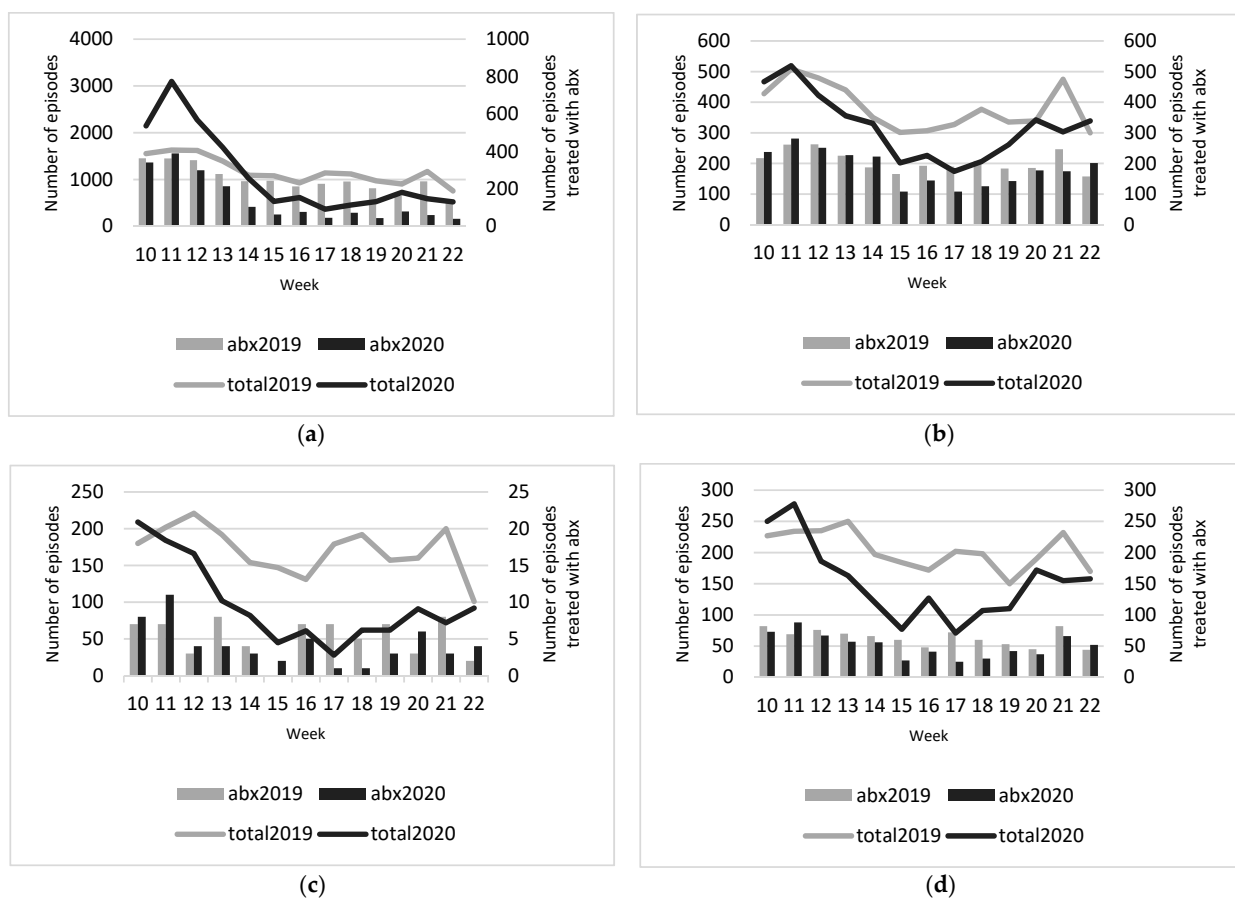 Number of episodes
4000
3000
2000
1000
0
1000
800
600
400
200
0
Number of episodes
treated with abx
10 11 12 13 14 15 16 17 18 19 20 21 22
Week
abx2019 abx2020
total2019 total2020
(a)
Number of episodes
600
500
400
300
200
100
0
600
500
400
300
200
100
0
Number of episodes
treated with abx
10 11 12 13 14 15 16 17 18 19 20 21 22
Week
abx2019 abx2020
total2019 total2020
(b)
Number of episodes
250
200
150
100
50
0
25
20
15
10
5
0
Number of episodes
treated with abx
10 11 12 13 14 15 16 17 18 19 20 21 22
Week
abx2019 abx2020
total2019 total2020
(c)
Number of episodes
300
250
200
150
100
50
0
300
250
200
150
100
50
0
Number of episodes
treated with abx
10 11 12 13 14 15 16 17 18 19 20 21 22
Week
abx2019 abx2020
total2019 total2020
(d)